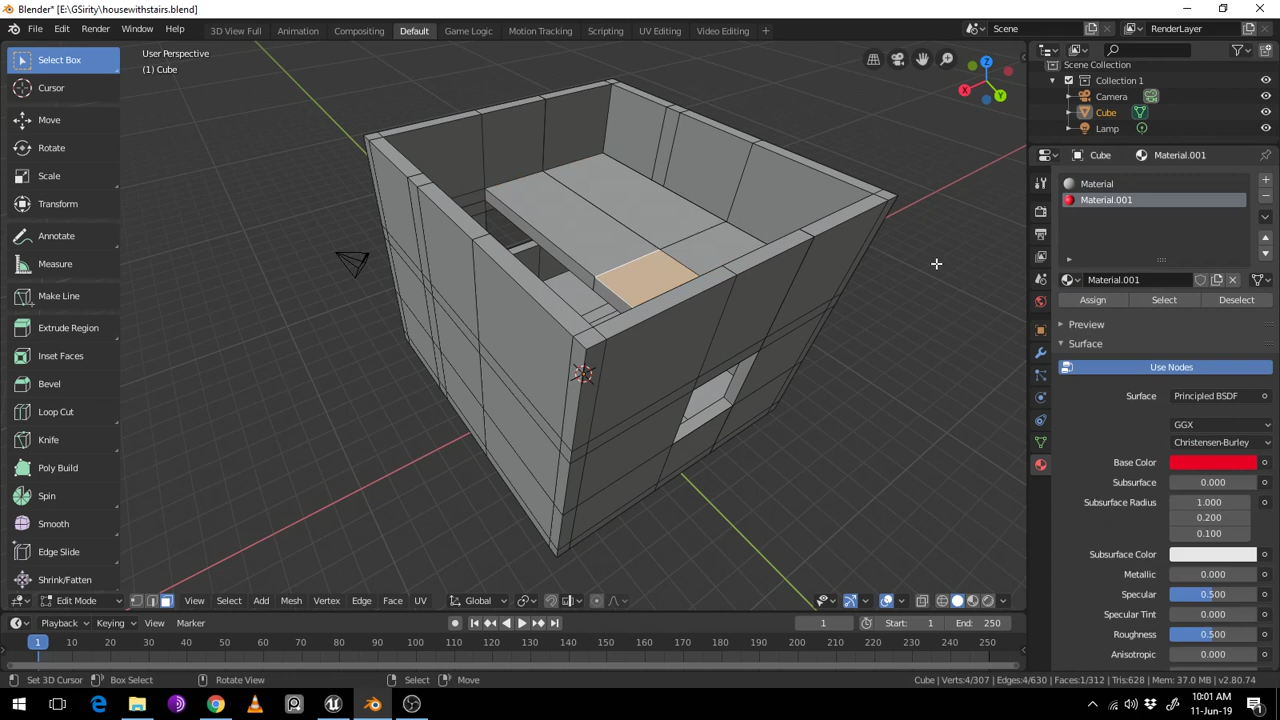 Blender* [E:\GSirity\housewithstairs.blend]
File Edit Render Window Help 3D View Full Animation Compositing Default Game Logic Motion Tracking Scripting UV Editing Video Editing + Scene RenderLayer
Select Box
Cursor
Move
Rotate
Scale
Transform
Annotate
Measure
Make Line
Extrude Region
Inset Faces
Bevel
Loop Cut
Knife
Poly Build
Spin
Smooth
Edge Slide
Shrink/Fatten
User Perspective
(1) Cube
X
Y
Z
Scene Collection
Collection 1
Camera
Cube
Lamp
Cube Material.001
Material
Material.001
Material.001
Assign Select Deselect
Preview
Surface
Use Nodes
Surface Principled BSDF
GGX
Christensen-Burley
Base Color
Subsurface 0.000
Subsurface Radius 1.000
0.200
0.100
Subsurface Color
Metallic 0.000
Specular 0.500
Specular Tint 0.000
Roughness 0.500
Anisotropic 0.000
Edit Mode View Select Add Mesh Vertex Edge Face UV Global
Playback Keying View Marker 1 Start: 1 End: 250
1 10 20 30 40 50 60 70 80 90 100 110 120 130 140 150 160 170 180 190 200 210 220 230 240 250
Set 3D Cursor Box Select Rotate View Select Move Cube | Verts:4/307 | Edges:4/630 | Faces:1/312 | Tris:628 | Mem: 37.0 MB | v2.80.74
10:01 AM
11-Jun-19
1